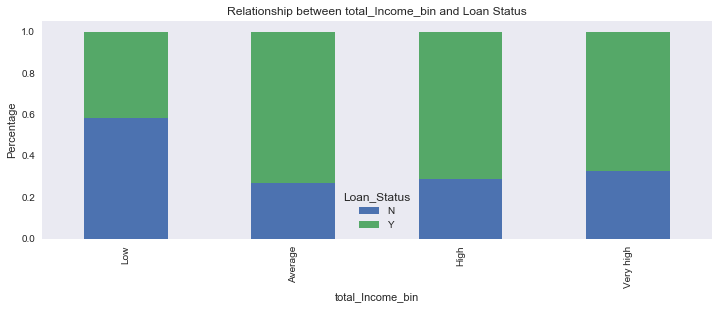 Relationship between total_Income_bin and Loan Status
Percentage
1.0
0.8
0.6
0.4
0.2
0.0
Loan_Status
N
Y
Low
Average
High
Very high
total_Income_bin